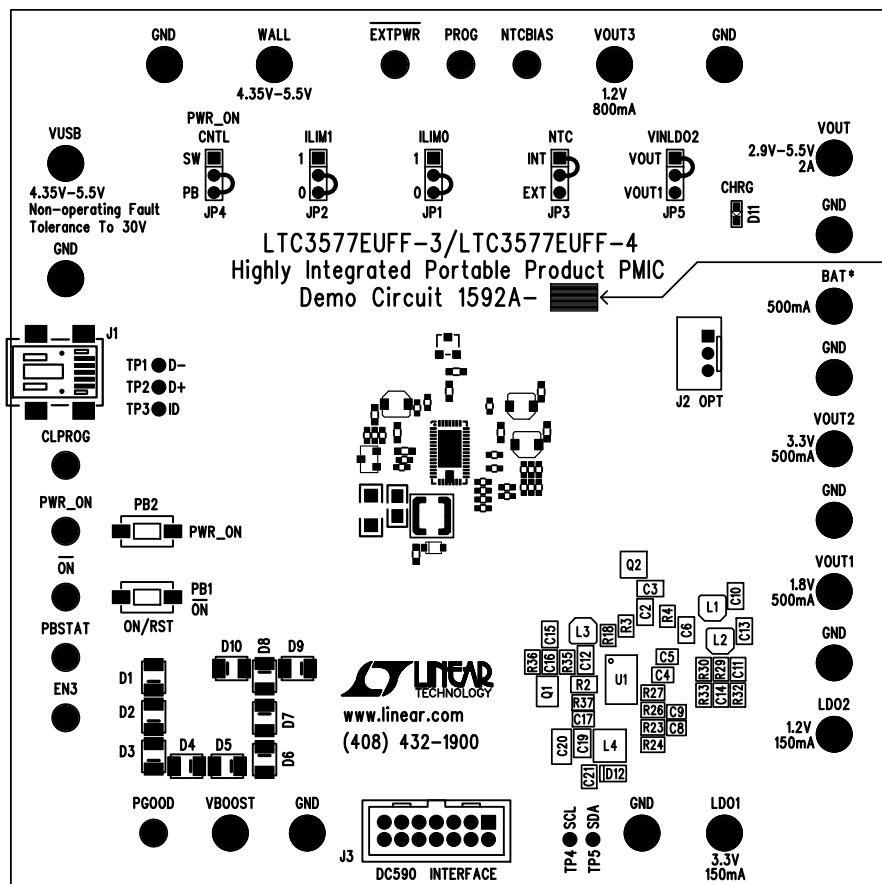 GND
WALL
EXTPWR
PROG
NTCBIAS
VOUT3
GND
4.35V-5.5V
1.2V
800mA
VUSB
4.35V-5.5V
Non-operating Fault
Tolerance To 30V
GND
PWR_ON
CNTL
SW
PB
JP4
ILIM1
1
0
JP2
ILIM0
1
0
JP1
NTC
INT
EXT
JP3
VINLDO2
VOUT
VOUT1
JP5
CHRG
D11
VOUT
2.9V-5.5V
2A
GND
LTC3577EUFF-3/LTC3577EUFF-4
Highly Integrated Portable Product PMIC
Demo Circuit 1592A-
BAT*
500mA
GND
J1
TP1 D-
TP2 D+
TP3 ID
J2 OPT
CLPROG
VOUT2
3.3V
500mA
GND
PWR_ON
PB2
PWR_ON
ON
PB1
ON
ON/RST
PBSTAT
EN3
VOUT1
1.8V
500mA
GND
LDO2
1.2V
150mA
Q2
C3
C2
R4
L1
C10
C15
L3
R18
R3
C6
L2
C13
R36
C16
R35
C12
C5
C4
R30
R29
C11
Q1
R2
U1
R27
R33
C14
R32
R37
C17
R26
C9
R23
C8
R24
C20
C19
L4
C21
D12
D10
D8
D9
D1
D2
D3
D4
D5
D7
D6
LT LINEAR
TECHNOLOGY
www.linear.com
(408) 432-1900
PGOOD
VBOOST
GND
J3
DC590 INTERFACE
TP4 SCL
TP5 SDA
GND
LDO1
3.3V
150mA